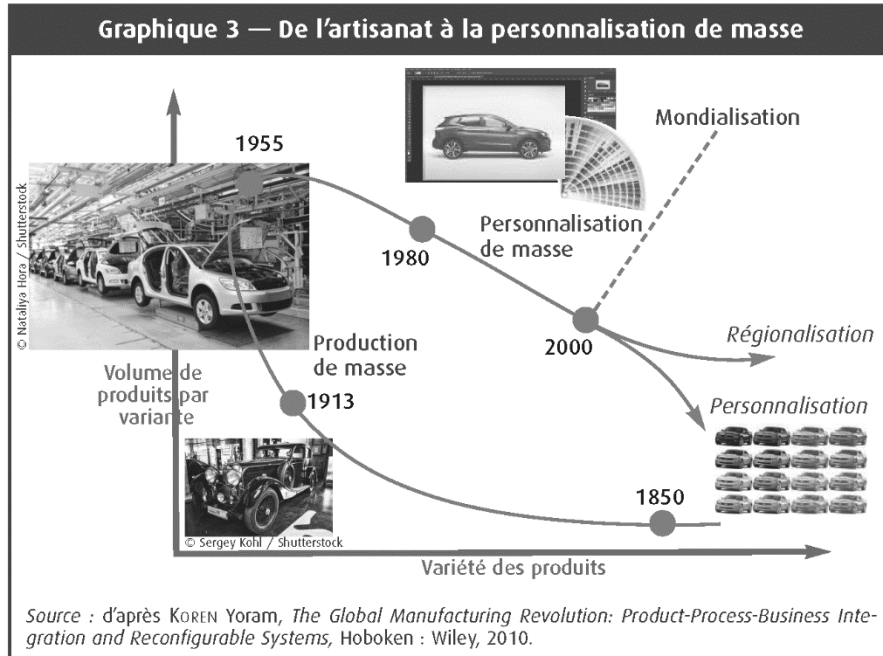 Graphique 3 — De l’artisanat à la personnalisation de masse
1955
Mondialisation
© Nataliya Hora / Shutterstock
Personnalisation
de masse
1980
2000
Régionalisation
Production
de masse
Volume de
produits par
variante
1913
Personnalisation
1850
© Sergey Kohl / Shutterstock
Variété des produits
Source : d’après KOREN Yoram, The Global Manufacturing Revolution: Product-Process-Business Inte-
gration and Reconfigurable Systems, Hoboken : Wiley, 2010.